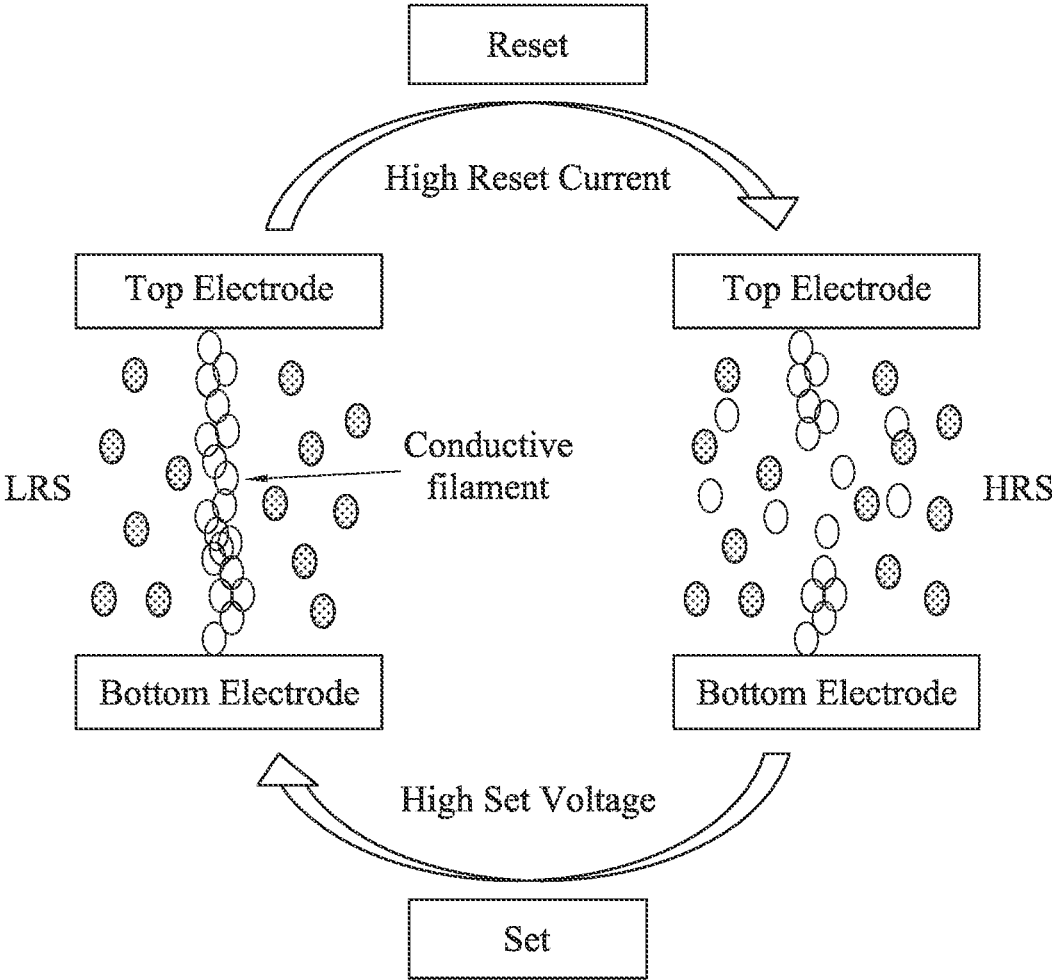 Reset
High Reset Current
Top Electrode
Top Electrode
Conductive
filament
LRS
HRS
Bottom Electrode
Bottom Electrode
High Set Voltage
Set